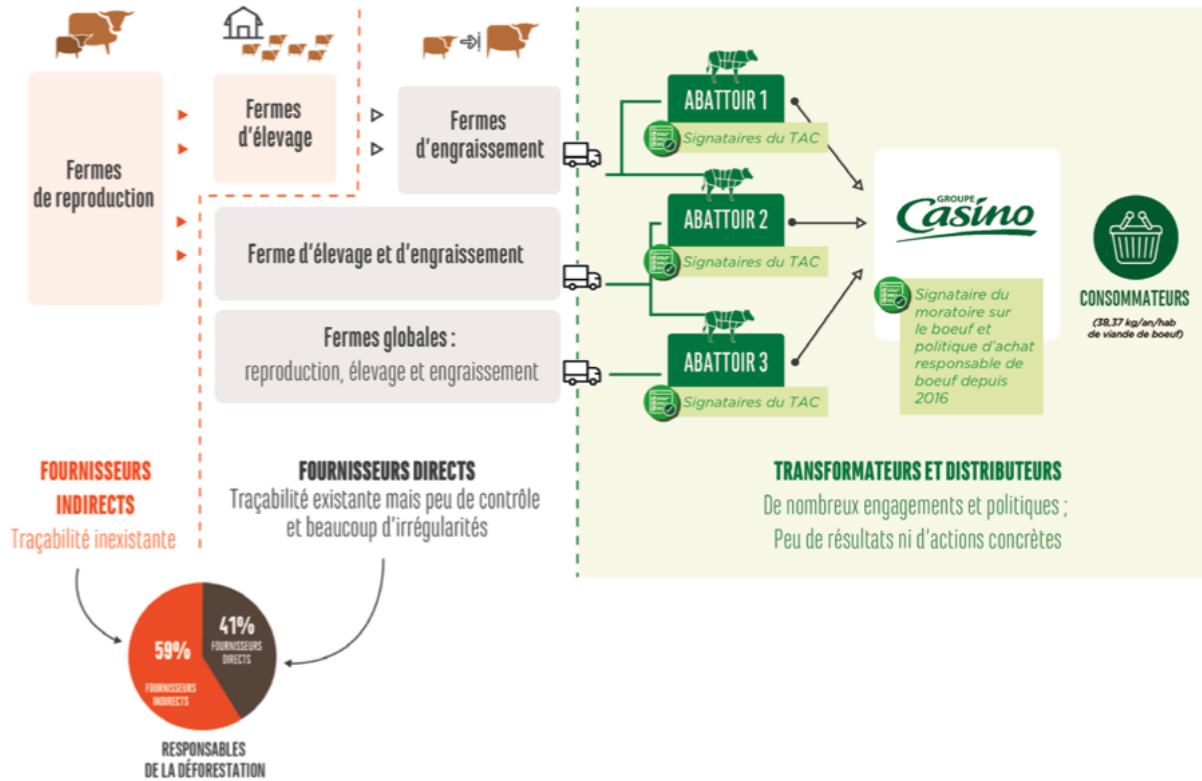 Fermes
de reproduction
Fermes
d'élevage
Fermes
d'engraissement
Ferme d'élevage et d'engraissement
Fermes globales :
reproduction, élevage et engraissement
ABATTOIR 1
Signataires du TAC
ABATTOIR 2
Signataires du TAC
ABATTOIR 3
Signataires du TAC
GROUPE
Casino
Signataire du
moratoire sur
le boeuf et
politique d'achat
responsable de
boeuf depuis
2016
CONSOMMATEURS
(38,37 kg/an/hab
de viande de boeuf)
FOURNISSEURS
INDIRECTS
Traçabilité inexistante
FOURNISSEURS DIRECTS
Traçabilité existante mais peu de contrôle
et beaucoup d'irrégularités
TRANSFORMATEURS ET DISTRIBUTEURS
De nombreux engagements et politiques ;
Peu de résultats ni d'actions concrètes
59%
FOURNISSEURS
INDIRECTS
41%
FOURNISSEURS
DIRECTS
RESPONSABLES
DE LA DÉFORESTATION